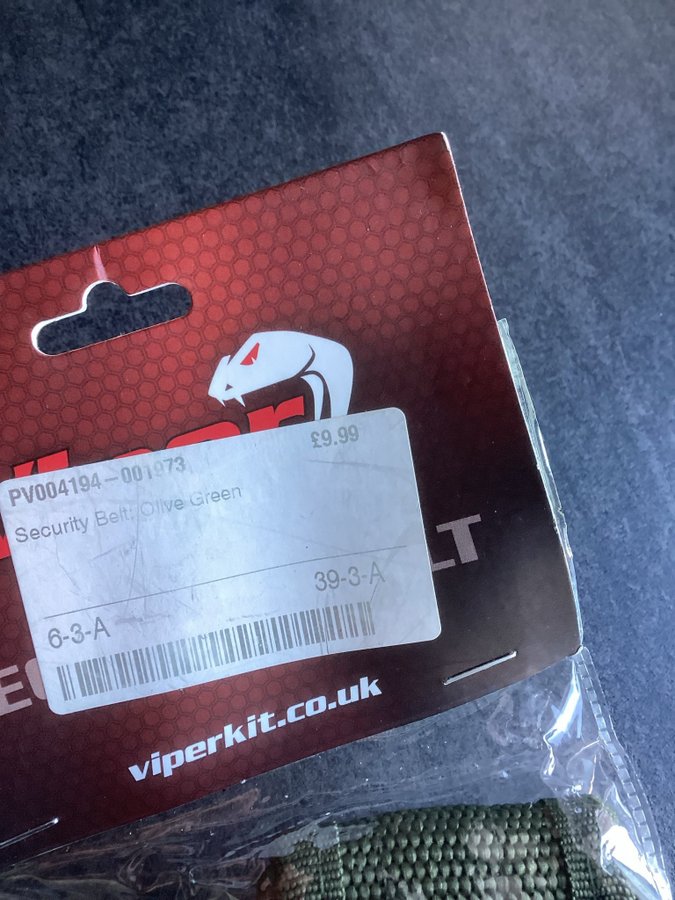 PV004194-001973
£9.99
Security Belt: Olive Green
6-3-A
39-3-A
viperkit.co.uk